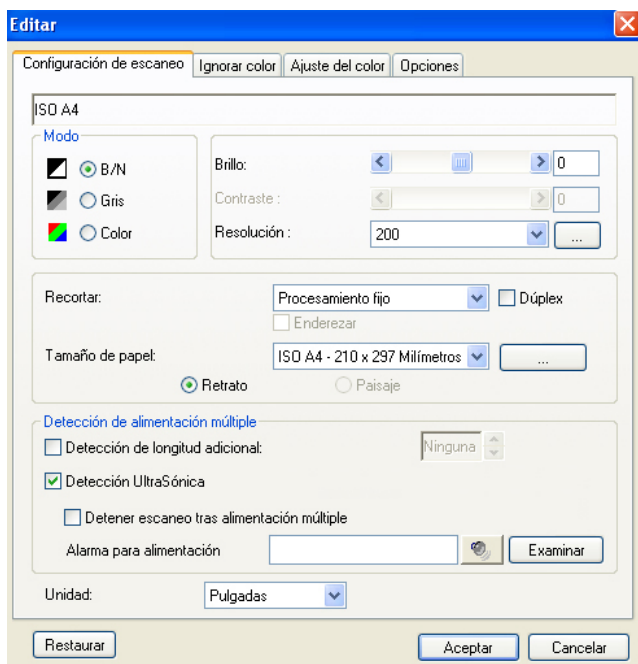 Editar
Configuración de escaneo Ignorar color Ajuste del color Opciones
ISO A4
Modo
B/N
Gris
Color
Brillo: 0
Contraste : 0
Resolución : 200 ...
Recortar: Procesamiento fijo Dúplex
Enderezar
Tamaño de papel: ISO A4 - 210 x 297 Milímetros ...
Retrato Paisaje
Detección de alimentación múltiple
Detección de longitud adicional: Ninguna
Detección UltraSónica
Detener escaneo tras alimentación múltiple
Alarma para alimentación Examinar
Unidad: Pulgadas
Restaurar Aceptar Cancelar